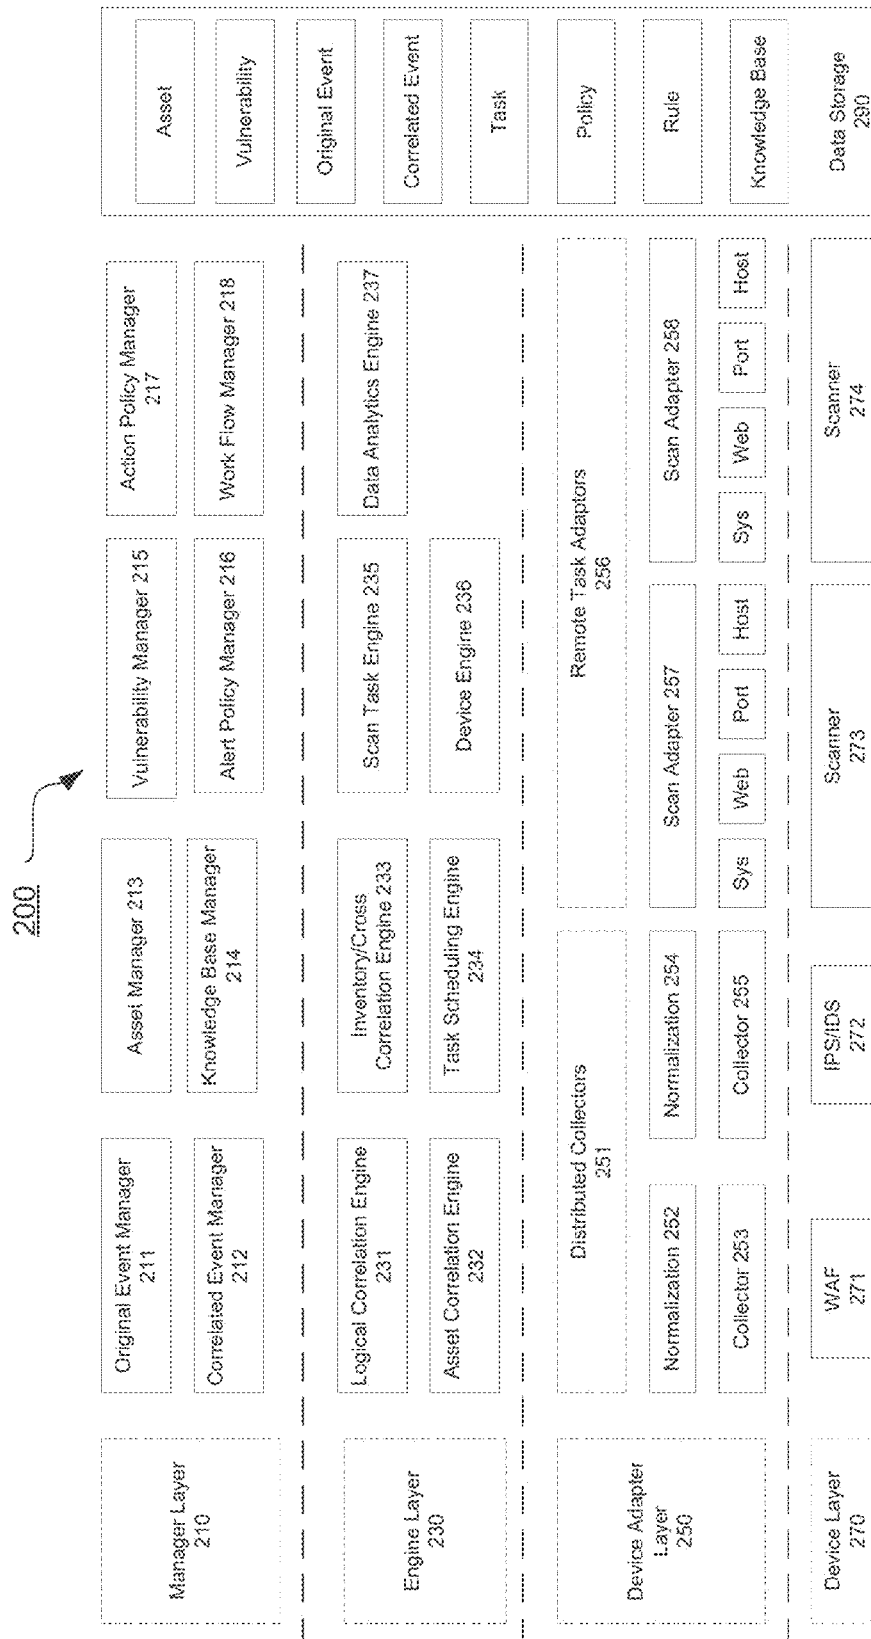 200
Manager Layer
210
Original Event Manager
211
Correlated Event Manager
212
Asset Manager 213
Knowledge Base Manager
214
Vulnerability Manager 215
Alert Policy Manager 216
Action Policy Manager
217
Work Flow Manager 218
Engine Layer
230
Logical Correlation Engine
231
Asset Correlation Engine
232
Inventory/Cross
Correlation Engine 233
Task Scheduling Engine
234
Scan Task Engine 235
Device Engine 236
Data Analytics Engine 237
Device Adapter
Layer
250
Distributed Collectors
251
Normalization 252
Collector 253
Normalization 254
Collector 255
Remote Task Adaptors
256
Scan Adapter 257
Sys
Web
Port
Host
Scan Adapter 258
Sys
Web
Port
Host
Device Layer
270
WAF
271
IPS/IDS
272
Scanner
273
Scanner
274
Asset
Vulnerability
Original Event
Correlated Event
Task
Policy
Rule
Knowledge Base
Data Storage
290